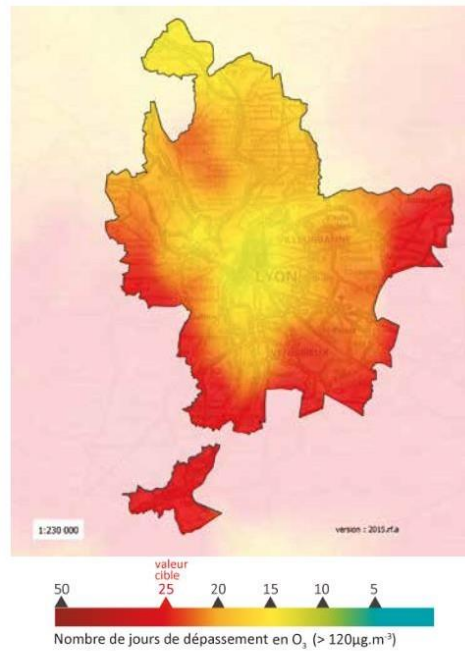 VILLEURBANNE
LYON
VENISSIEUX
1:230 000
version : 2015.rf.a
valeur
cible
50 25 20 15 10 5
Nombre de jours de dépassement en O₃ (> 120µg.m⁻³)